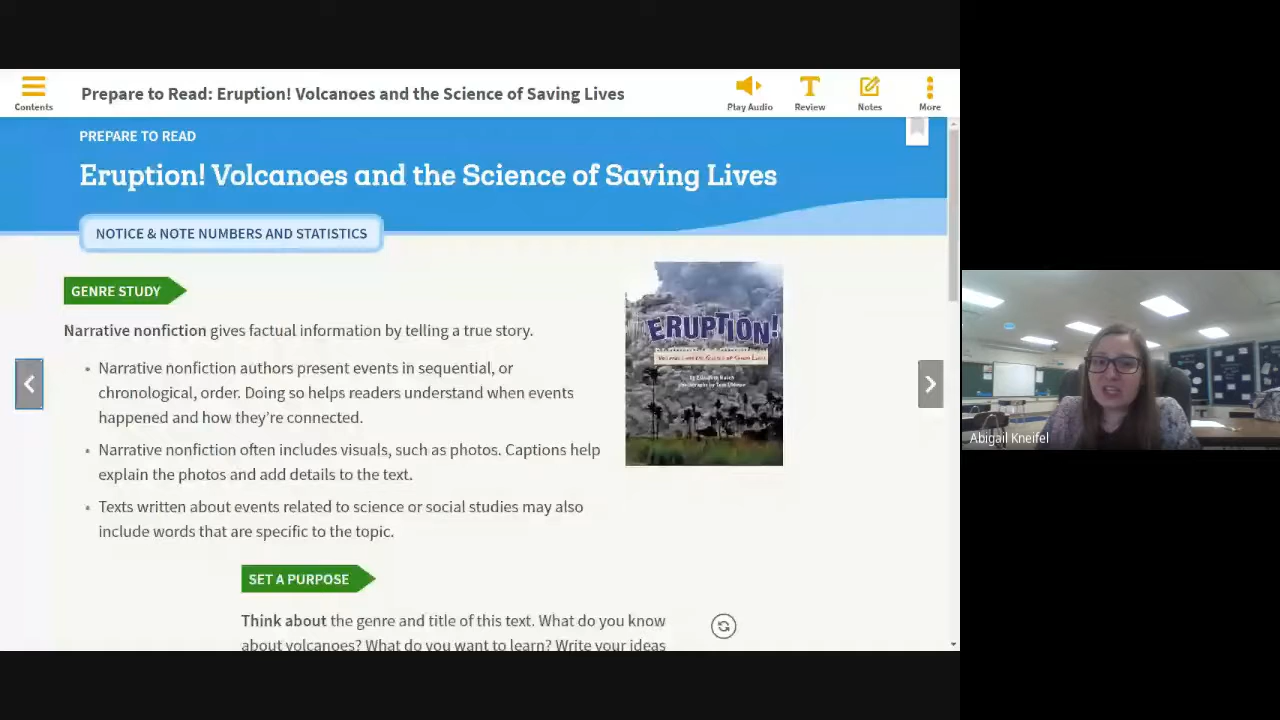 Contents
Prepare to Read: Eruption! Volcanoes and the Science of Saving Lives
Play Audio
Review
Notes
More
PREPARE TO READ
Eruption! Volcanoes and the Science of Saving Lives
NOTICE & NOTE NUMBERS AND STATISTICS
GENRE STUDY
Narrative nonfiction gives factual information by telling a true story.
• Narrative nonfiction authors present events in sequential, or
chronological, order. Doing so helps readers understand when events
happened and how they're connected.
• Narrative nonfiction often includes visuals, such as photos. Captions help
explain the photos and add details to the text.
• Texts written about events related to science or social studies may also
include words that are specific to the topic.
ERUPTION!
Volcanoes and the Science of Saving Lives
SET A PURPOSE
Think about the genre and title of this text. What do you know
about volcanoes? What do you want to learn? Write your ideas
Abigail Kneifel